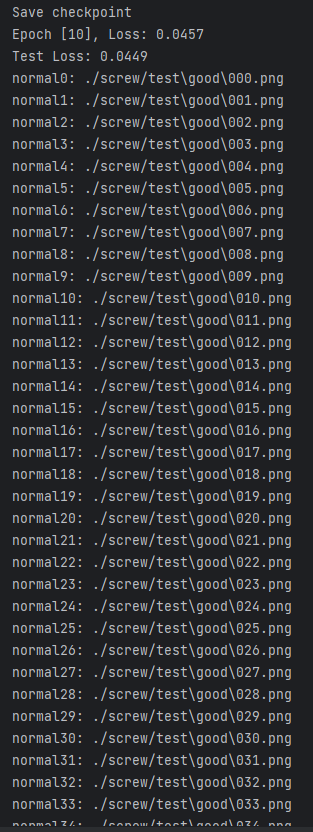 Save checkpoint
Epoch [10], Loss: 0.0457
Test Loss: 0.0449
normal0: ./screw/test\good\000.png
normal1: ./screw/test\good\001.png
normal2: ./screw/test\good\002.png
normal3: ./screw/test\good\003.png
normal4: ./screw/test\good\004.png
normal5: ./screw/test\good\005.png
normal6: ./screw/test\good\006.png
normal7: ./screw/test\good\007.png
normal8: ./screw/test\good\008.png
normal9: ./screw/test\good\009.png
normal10: ./screw/test\good\010.png
normal11: ./screw/test\good\011.png
normal12: ./screw/test\good\012.png
normal13: ./screw/test\good\013.png
normal14: ./screw/test\good\014.png
normal15: ./screw/test\good\015.png
normal16: ./screw/test\good\016.png
normal17: ./screw/test\good\017.png
normal18: ./screw/test\good\018.png
normal19: ./screw/test\good\019.png
normal20: ./screw/test\good\020.png
normal21: ./screw/test\good\021.png
normal22: ./screw/test\good\022.png
normal23: ./screw/test\good\023.png
normal24: ./screw/test\good\024.png
normal25: ./screw/test\good\025.png
normal26: ./screw/test\good\026.png
normal27: ./screw/test\good\027.png
normal28: ./screw/test\good\028.png
normal29: ./screw/test\good\029.png
normal30: ./screw/test\good\030.png
normal31: ./screw/test\good\031.png
normal32: ./screw/test\good\032.png
normal33: ./screw/test\good\033.png
normal34: ./screw/test\good\034.png